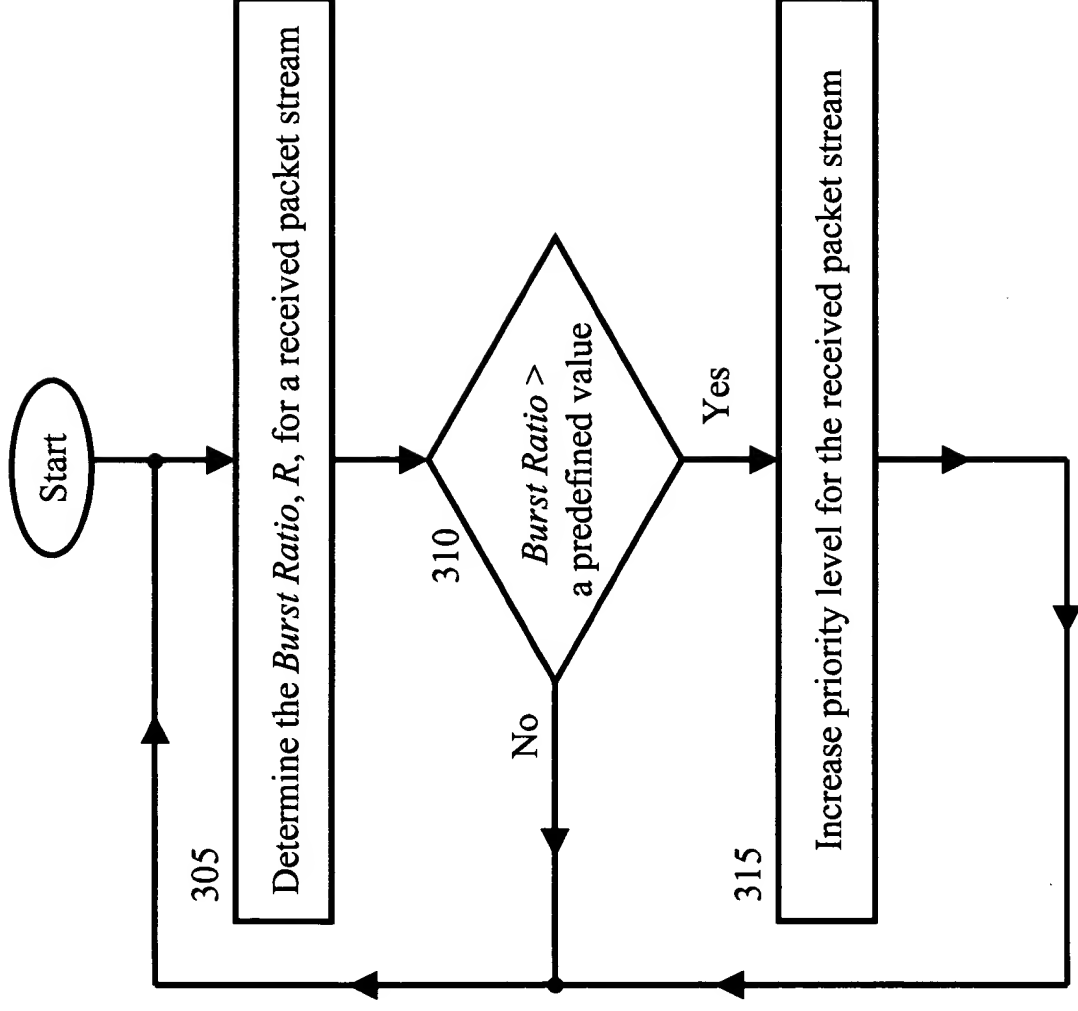 Start
305
Determine the Burst Ratio, R, for a received packet stream
310
Burst Ratio >
a predefined value
No
Yes
315
Increase priority level for the received packet stream